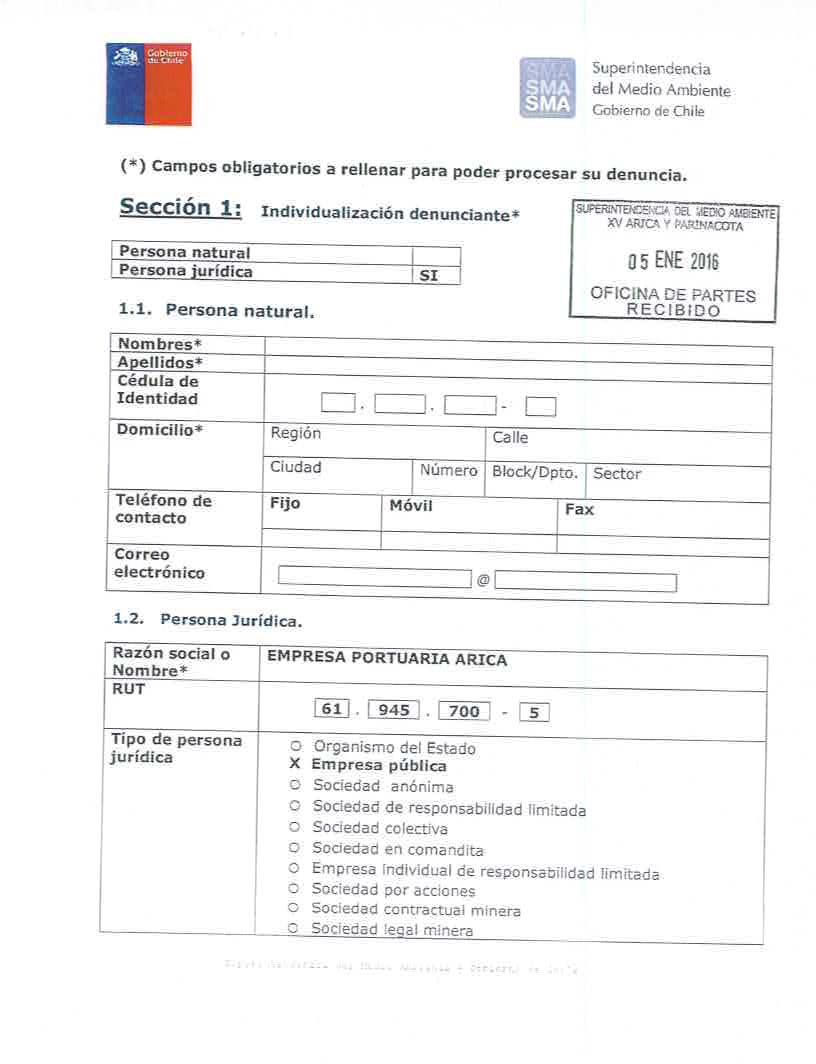 Gobierno
de Chile
SMA
SMA
SMA
Superintendencia
del Medio Ambiente
Gobierno de Chile
(*) Campos obligatorios a rellenar para poder procesar su denuncia.
Sección 1: Individualización denunciante*
SUPERINTENDENCIA DEL MEDIO AMBIENTE
XV ARICA Y PARINACOTA
05 ENE 2016
OFICINA DE PARTES
RECIBIDO
Persona natural
Persona jurídica SI
1.1. Persona natural.
Nombres*
Apellidos*
Cédula de
Identidad . . -
Domicilio* Región Calle
Ciudad Número Block/Dpto. Sector
Teléfono de
contacto Fijo Móvil Fax
Correo
electrónico @
1.2. Persona Jurídica.
Razón social o
Nombre* EMPRESA PORTUARIA ARICA
RUT
61 . 945 . 700 - 5
Tipo de persona
jurídica
O Organismo del Estado
X Empresa pública
O Sociedad anónima
O Sociedad de responsabilidad limitada
O Sociedad colectiva
O Sociedad en comandita
O Empresa individual de responsabilidad limitada
O Sociedad por acciones
O Sociedad contractual minera
O Sociedad legal minera